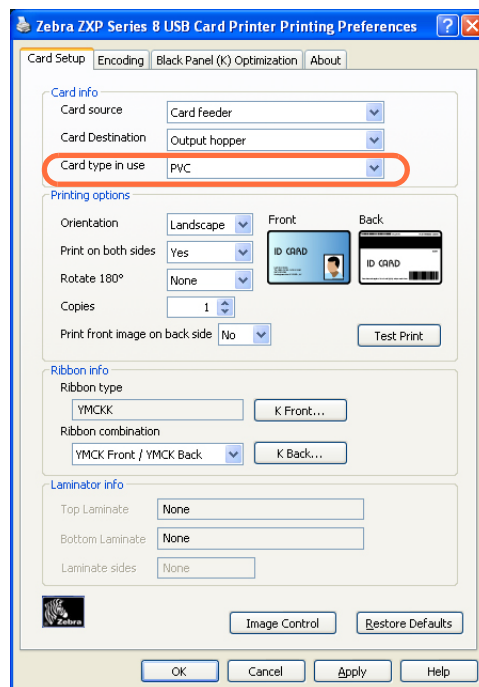 Zebra ZXP Series 8 USB Card Printer Printing Preferences
Card Setup Encoding Black Panel (K) Optimization About
Card info
Card source Card feeder
Card Destination Output hopper
Card type in use PVC
Printing options
Orientation Landscape Front Back
Print on both sides Yes
ID CARD ID CARD
Rotate 180° None
Copies 1
Print front image on back side No Test Print
Ribbon info
Ribbon type
YMCKK K Front...
Ribbon combination
YMCK Front / YMCK Back K Back...
Laminator info
Top Laminate None
Bottom Laminate None
Laminate sides None
Zebra
Image Control Restore Defaults
OK Cancel Apply Help